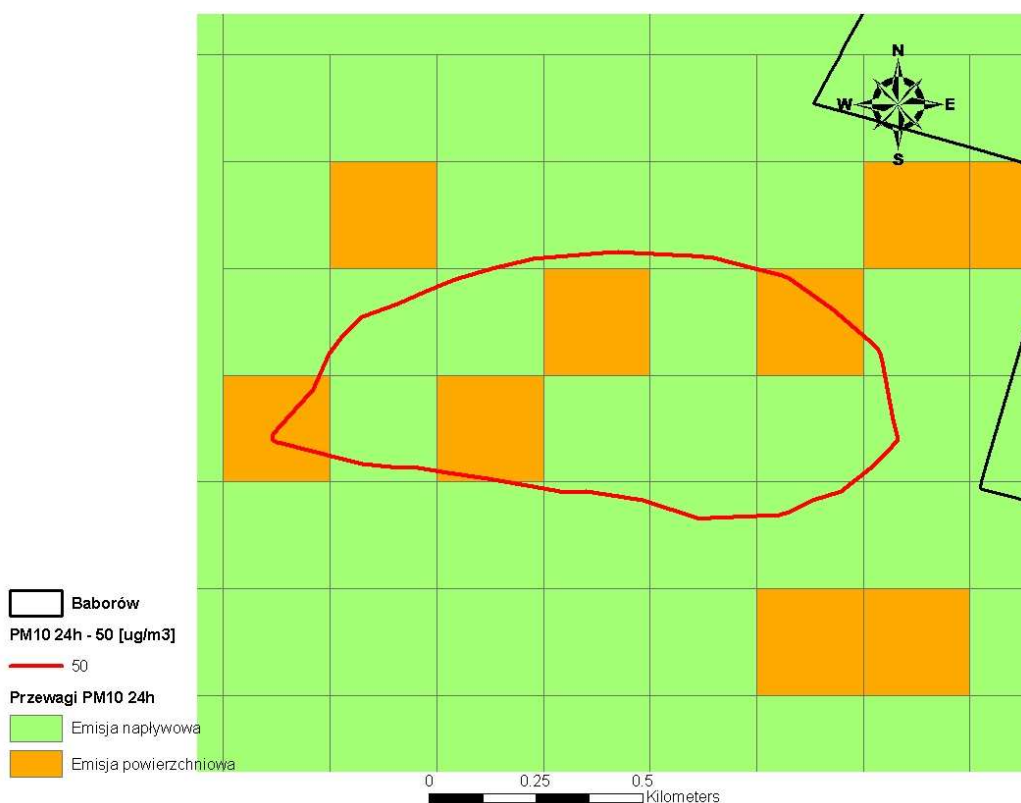 N
W E
S
Baborów
PM10 24h - 50 [ug/m3]
50
Przewagi PM10 24h
Emisja napływowa
Emisja powierzchniowa
0 0.25 0.5
Kilometers